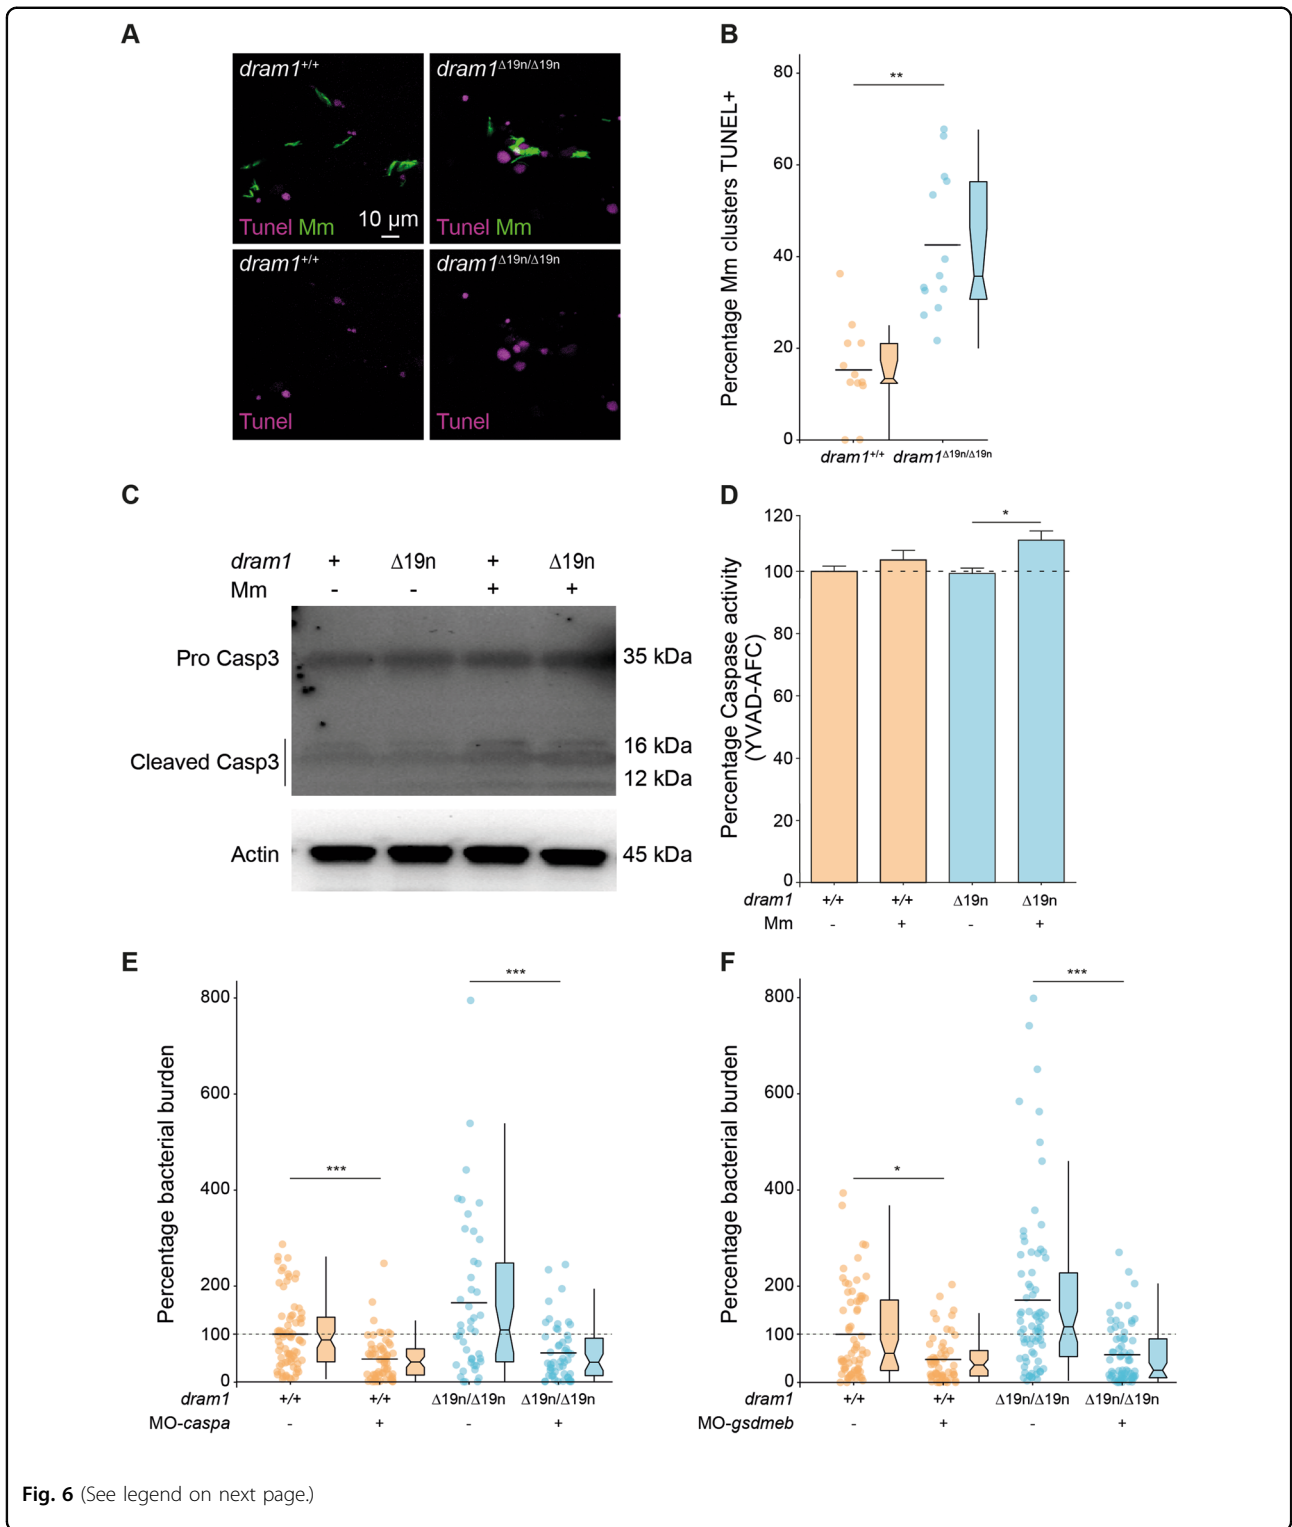 A
dram1+/+
dram1Δ19n/Δ19n
Tunel Mm
10 µm
Tunel Mm
dram1+/+
dram1Δ19n/Δ19n
Tunel
Tunel
B
Percentage Mm clusters TUNEL+
80
60
40
20
0
**
dram1+/+
dram1Δ19n/Δ19n
C
dram1 + Δ19n + Δ19n
Mm - - + +
Pro Casp3
35 kDa
Cleaved Casp3
16 kDa
12 kDa
Actin
45 kDa
D
Percentage Caspase activity
(YVAD-AFC)
120
100
80
60
40
20
0
*
dram1 +/+ +/+ Δ19n Δ19n
Mm - + - +
E
Percentage bacterial burden
800
600
400
200
100
0
***
***
dram1 +/+ +/+ Δ19n/Δ19n Δ19n/Δ19n
MO-caspa - + - +
F
Percentage bacterial burden
800
600
400
200
100
0
*
***
dram1 +/+ +/+ Δ19n/Δ19n Δ19n/Δ19n
MO-gsdmeb - + - +
Fig. 6 (See legend on next page.)